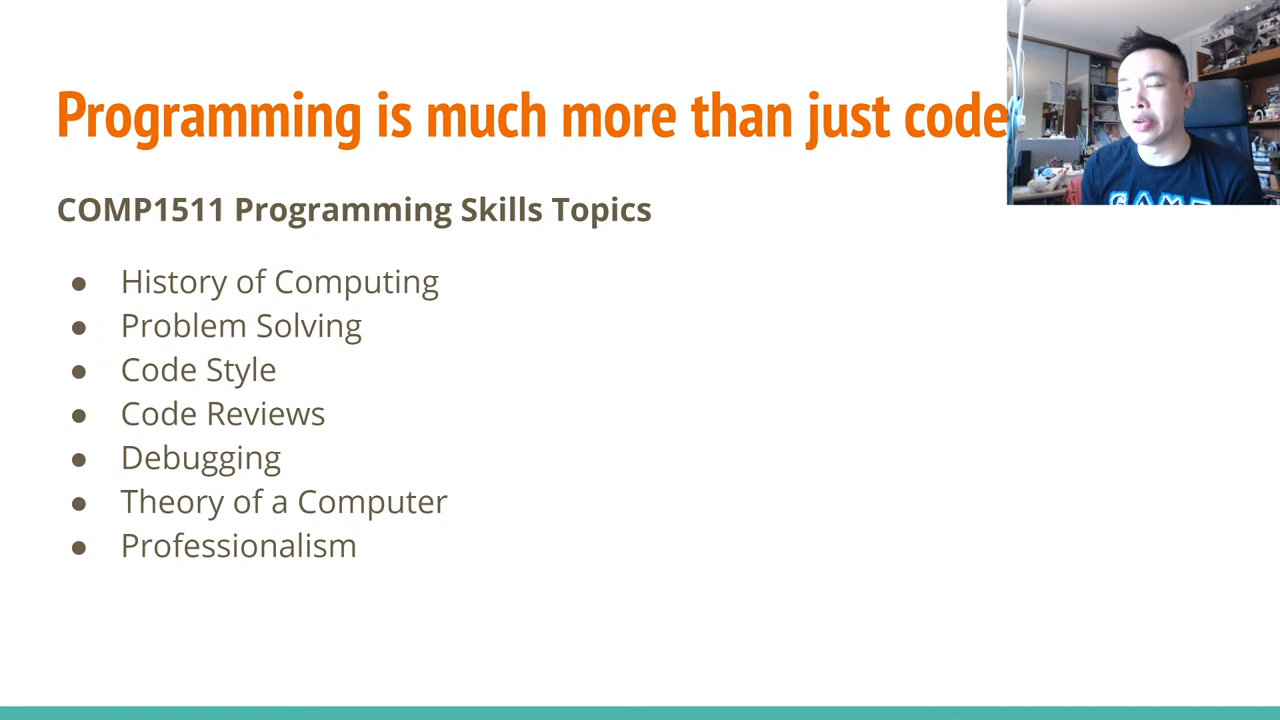 Programming is much more than just code
COMP1511 Programming Skills Topics
● History of Computing
● Problem Solving
● Code Style
● Code Reviews
● Debugging
● Theory of a Computer
● Professionalism